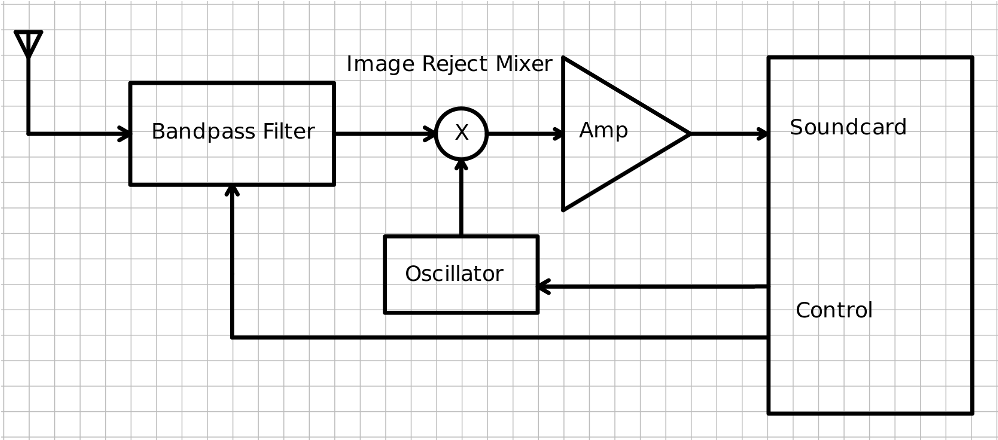 Image Reject Mixer
Bandpass Filter
X
Amp
Soundcard
Oscillator
Control